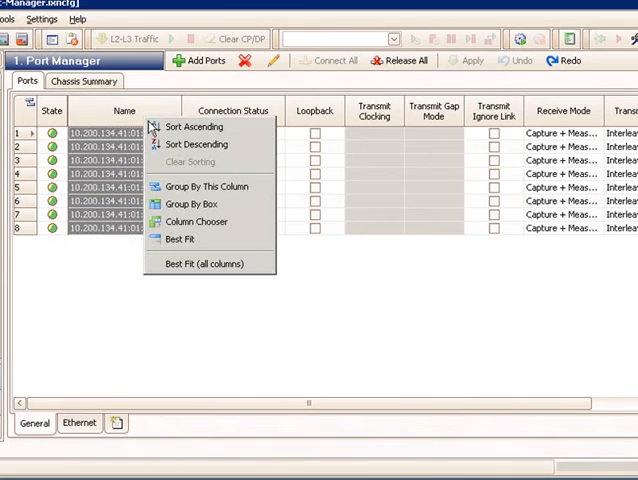 -Manager.ixncfg]
ools Settings Help
L2-L3 Traffic Clear CP/DP
1. Port Manager Add Ports Connect All Release All Apply Undo Redo
Ports Chassis Summary
State Name Connection Status Loopback Transmit Clocking Transmit Gap Mode Transmit Ignore Link Receive Mode Transm
1 10.200.134.41:01: Capture + Meas... Interleav
2 10.200.134.41:01: Capture + Meas... Interleav
3 10.200.134.41:01: Capture + Meas... Interleav
4 10.200.134.41:01: Capture + Meas... Interleav
5 10.200.134.41:01: Capture + Meas... Interleav
6 10.200.134.41:01: Capture + Meas... Interleav
7 10.200.134.41:01: Capture + Meas... Interleav
8 10.200.134.41:01: Capture + Meas... Interleav
Sort Ascending
Sort Descending
Clear Sorting
Group By This Column
Group By Box
Column Chooser
Best Fit
Best Fit (all columns)
General Ethernet